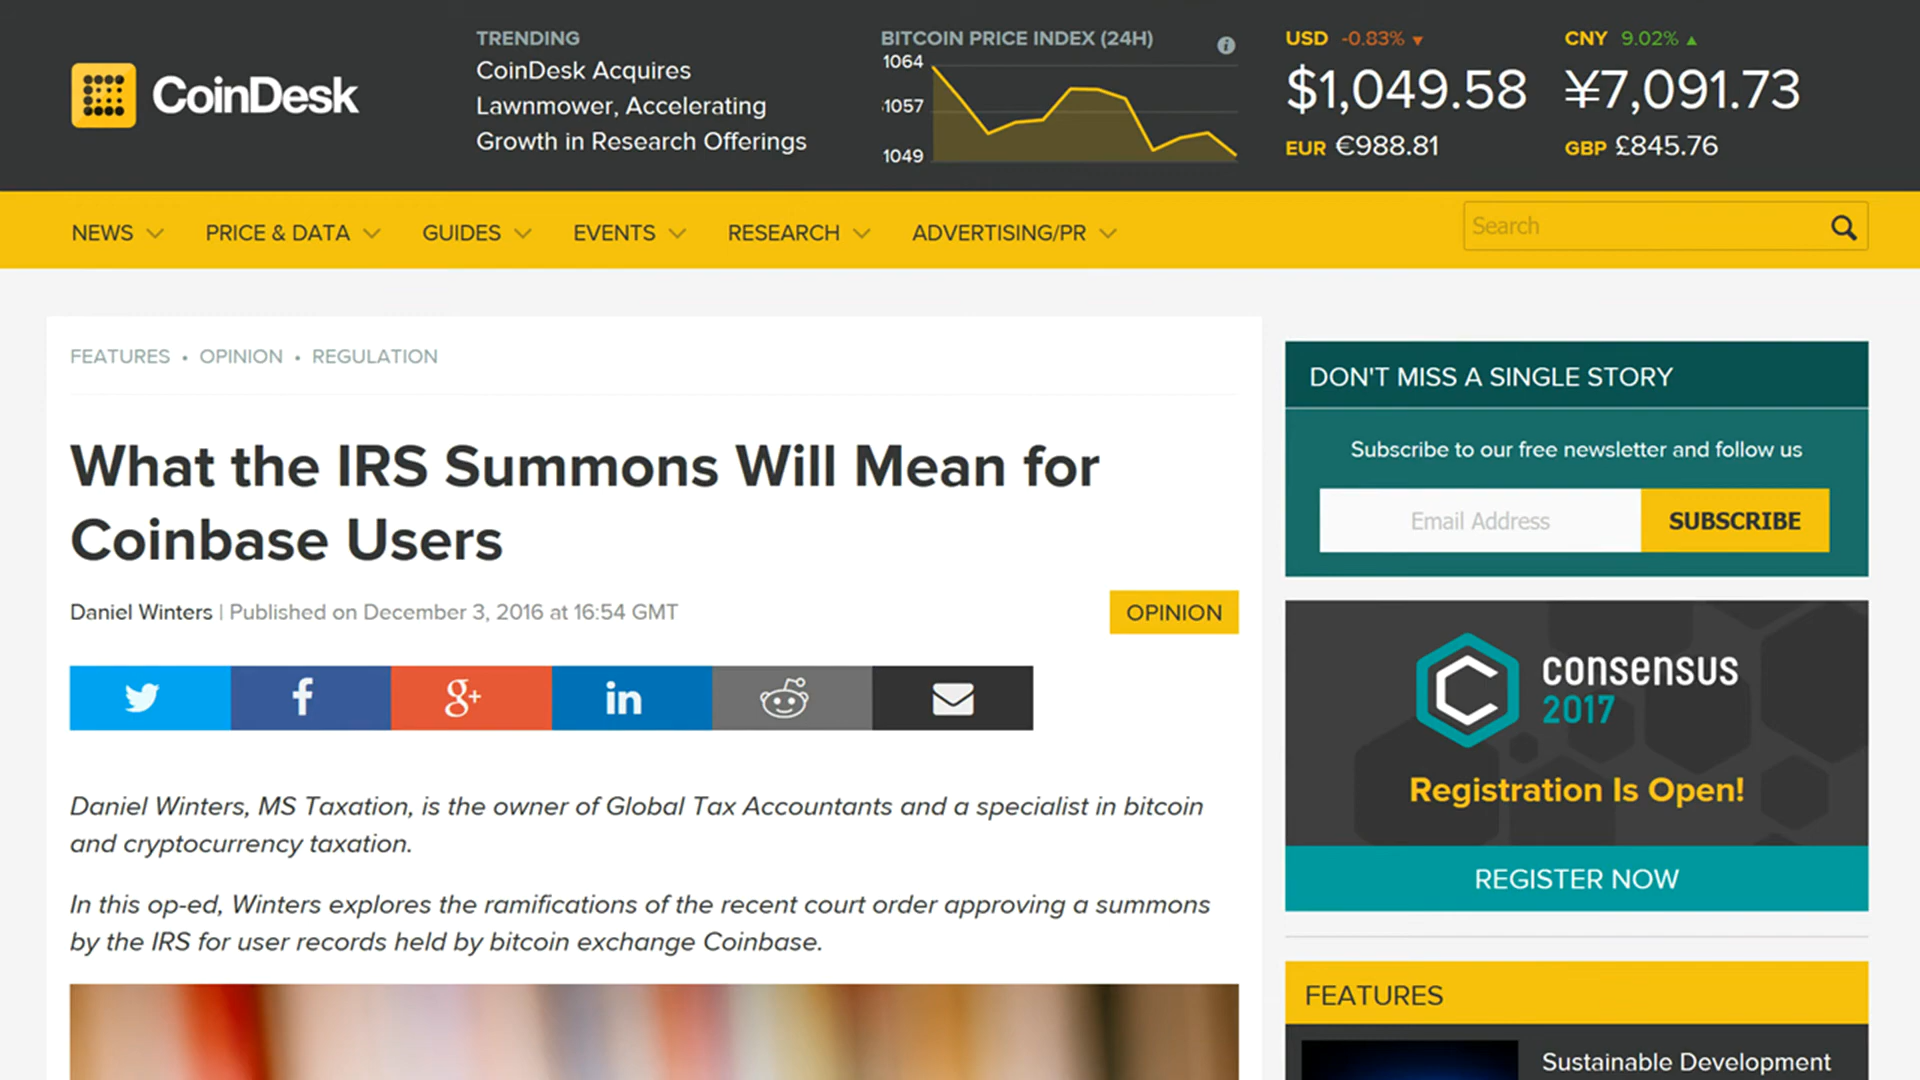 CoinDesk
TRENDING
CoinDesk Acquires
Lawnmower, Accelerating
Growth in Research Offerings
BITCOIN PRICE INDEX (24H)
1064
1057
1049
USD -0.83%
$1,049.58
EUR €988.81
CNY 9.02%
¥7,091.73
GBP £845.76
NEWS PRICE & DATA GUIDES EVENTS RESEARCH ADVERTISING/PR
Search
FEATURES • OPINION • REGULATION
What the IRS Summons Will Mean for
Coinbase Users
Daniel Winters | Published on December 3, 2016 at 16:54 GMT
OPINION
Daniel Winters, MS Taxation, is the owner of Global Tax Accountants and a specialist in bitcoin
and cryptocurrency taxation.
In this op-ed, Winters explores the ramifications of the recent court order approving a summons
by the IRS for user records held by bitcoin exchange Coinbase.
DON'T MISS A SINGLE STORY
Subscribe to our free newsletter and follow us
Email Address
SUBSCRIBE
consensus
2017
Registration Is Open!
REGISTER NOW
FEATURES
Sustainable Development